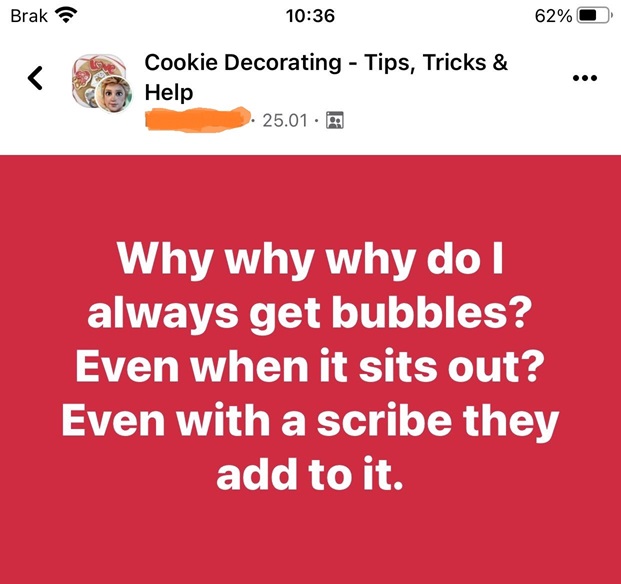 Brak 10:36 62%
Cookie Decorating - Tips, Tricks &
Help
· 25.01 ·
Why why why do I
always get bubbles?
Even when it sits out?
Even with a scribe they
add to it.